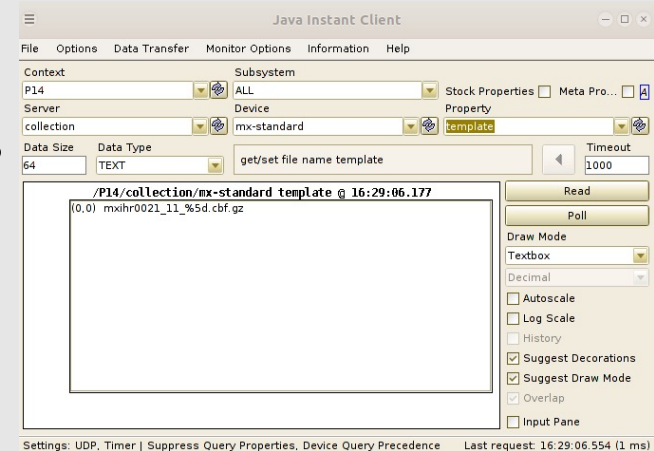 Java Instant Client
File Options Data Transfer Monitor Options Information Help
Context Subsystem
P14 ALL Stock Properties Meta Pro... A
Server Device Property
collection mx-standard template
Data Size Data Type Timeout
64 TEXT get/set file name template 1000
/P14/collection/mx-standard template @ 16:29:06.177
(0,0) mxihr0021_11_%5d.cbf.gz
Read
Poll
Draw Mode
Textbox
Decimal
Autoscale
Log Scale
History
Suggest Decorations
Suggest Draw Mode
Overlap
Input Pane
Settings: UDP, Timer | Suppress Query Properties, Device Query Precedence Last request: 16:29:06.554 (1 ms)